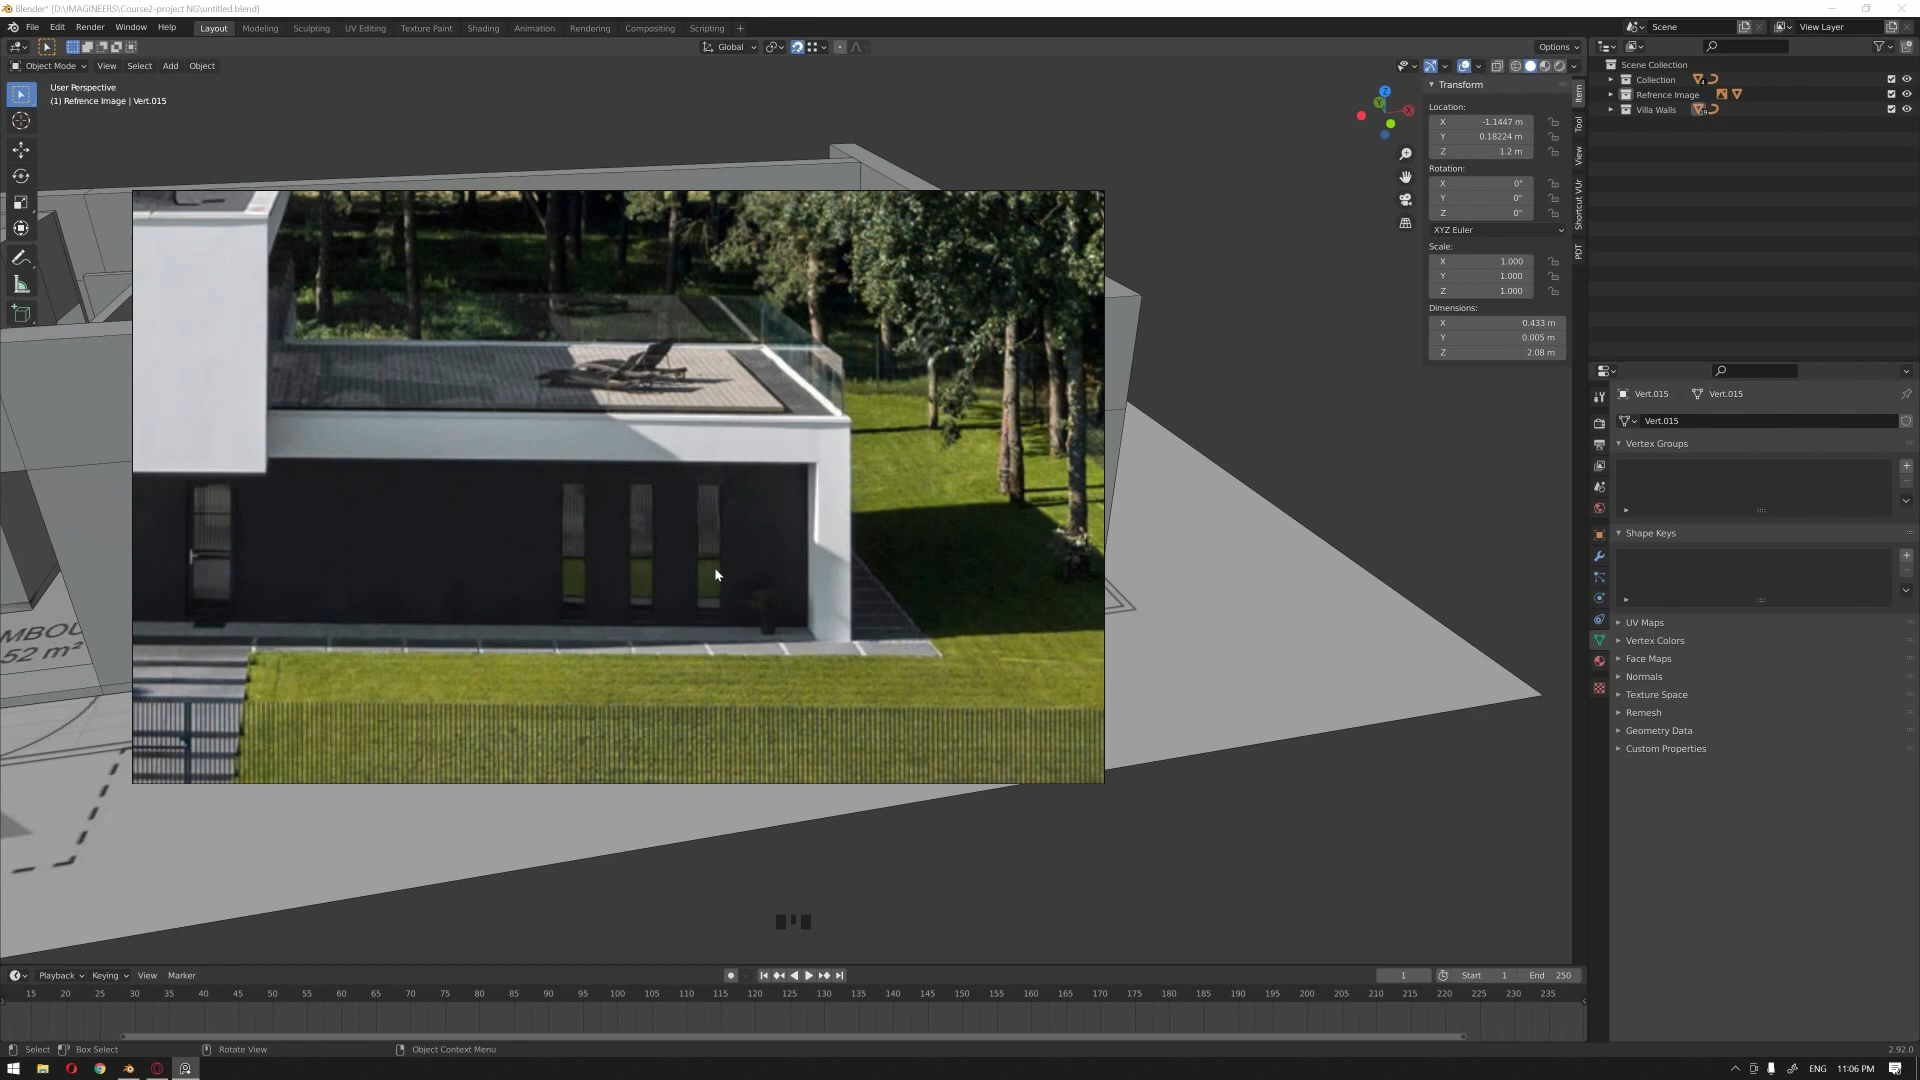 Blender* [D:\IMAGINEERS\Course2-project NG\untitled.blend]
File Edit Render Window Help
Layout Modeling Sculpting UV Editing Texture Paint Shading Animation Rendering Compositing Scripting +
Scene
View Layer
Global
Options
Object Mode View Select Add Object
User Perspective
(1) Refrence Image | Vert.015
Z
Y
X
Transform
Location:
X -1.1447 m
Y 0.18224 m
Z 1.2 m
Rotation:
X 0°
Y 0°
Z 0°
XYZ Euler
Scale:
X 1.000
Y 1.000
Z 1.000
Dimensions:
X 0.433 m
Y 0.005 m
Z 2.08 m
Item
Tool
View
Shortcut VUr
PDT
Scene Collection
Collection
Refrence Image
Villa Walls
Vert.015 Vert.015
Vert.015
Vertex Groups
Shape Keys
UV Maps
Vertex Colors
Face Maps
Normals
Texture Space
Remesh
Geometry Data
Custom Properties
MBOU
52 m²
Playback Keying View Marker
1 Start 1 End 250
15 20 25 30 35 40 45 50 55 60 65 70 75 80 85 90 95 100 105 110 115 120 125 130 135 140 145 150 155 160 165 170 175 180 185 190 195 200 205 210 215 220 225 230 235
Select Box Select Rotate View Object Context Menu
2.92.0
ENG 11:06 PM